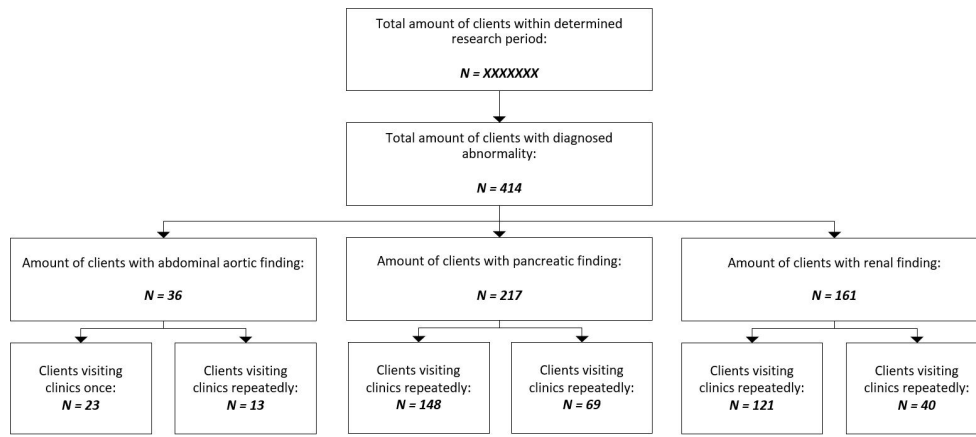 Total amount of clients within determined
research period:
N = XXXXXXX
Total amount of clients with diagnosed
abnormality:
N = 414
Amount of clients with abdominal aortic finding:
N = 36
Amount of clients with pancreatic finding:
N = 217
Amount of clients with renal finding:
N = 161
Clients visiting
clinics once:
N = 23
Clients visiting
clinics repeatedly:
N = 13
Clients visiting
clinics repeatedly:
N = 148
Clients visiting
clinics repeatedly:
N = 69
Clients visiting
clinics repeatedly:
N = 121
Clients visiting
clinics repeatedly:
N = 40